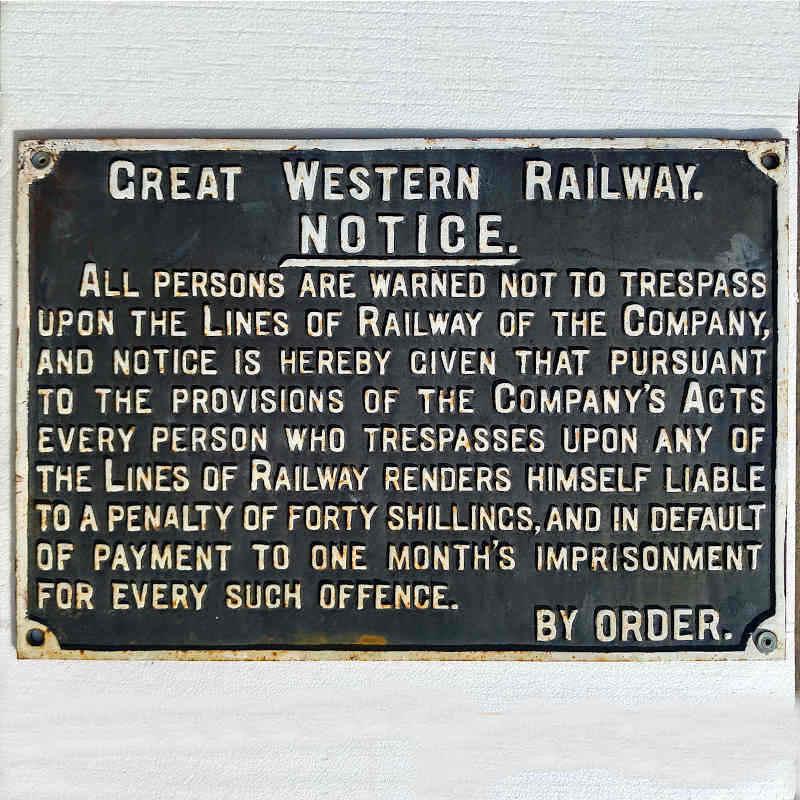 GREAT WESTERN RAILWAY.
NOTICE.
ALL PERSONS ARE WARNED NOT TO TRESPASS
UPON THE LINES OF RAILWAY OF THE COMPANY,
AND NOTICE IS HEREBY GIVEN THAT PURSUANT
TO THE PROVISIONS OF THE COMPANY'S ACTS
EVERY PERSON WHO TRESPASSES UPON ANY OF
THE LINES OF RAILWAY RENDERS HIMSELF LIABLE
TO A PENALTY OF FORTY SHILLINGS, AND IN DEFAULT
OF PAYMENT TO ONE MONTH'S IMPRISONMENT
FOR EVERY SUCH OFFENCE.
BY ORDER.